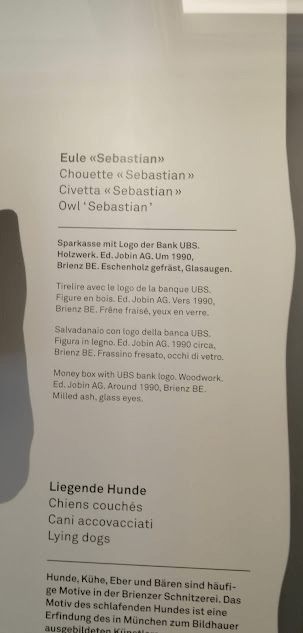 Eule «Sebastian»
Chouette «Sebastian»
Civetta «Sebastian»
Owl ‘Sebastian’
Sparkasse mit Logo der Bank UBS.
Holzwerk. Ed. Jobin AG. Um 1990,
Brienz BE. Eschenholz gefräst, Glasaugen.
Tirelire avec le logo de la banque UBS.
Figure en bois. Ed. Jobin AG. Vers 1990,
Brienz BE. Frêne fraisé, yeux en verre.
Salvadanaio con logo della banca UBS.
Figura in legno. Ed. Jobin AG. 1990 circa,
Brienz BE. Frassino fresato, occhi di vetro.
Money box with UBS bank logo. Woodwork.
Ed. Jobin AG. Around 1990, Brienz BE.
Milled ash, glass eyes.
Liegende Hunde
Chiens couchés
Cani accovacciati
Lying dogs
Hunde, Kühe, Eber und Bären sind häufi-
ge Motive in der Brienzer Schnitzerei. Das
Motiv des schlafenden Hundes ist eine
Erfindung des in München zum Bildhauer
ausgebildeten